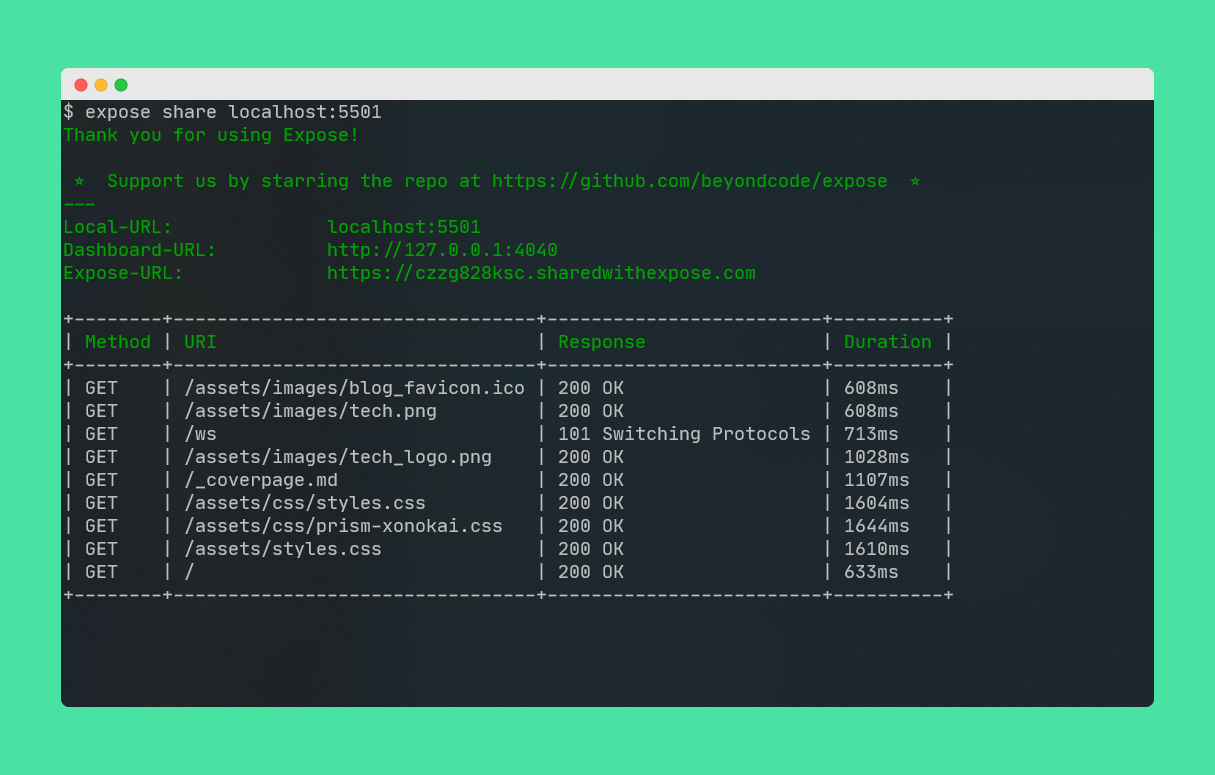 $ expose share localhost:5501
Thank you for using Expose!
⭐  Support us by starring the repo at https://github.com/beyondcode/expose  ⭐
---
Local-URL:              localhost:5501
Dashboard-URL:          http://127.0.0.1:4040
Expose-URL:             https://czzg828ksc.sharedwithexpose.com
+--------+---------------------------------+-------------------------+----------+
| Method | URI                             | Response                | Duration |
+--------+---------------------------------+-------------------------+----------+
| GET    | /assets/images/blog_favicon.ico | 200 OK                  | 608ms    |
| GET    | /assets/images/tech.png         | 200 OK                  | 608ms    |
| GET    | /ws                             | 101 Switching Protocols | 713ms    |
| GET    | /assets/images/tech_logo.png    | 200 OK                  | 1028ms   |
| GET    | /_coverpage.md                  | 200 OK                  | 1107ms   |
| GET    | /assets/css/styles.css          | 200 OK                  | 1604ms   |
| GET    | /assets/css/prism-xonokai.css   | 200 OK                  | 1644ms   |
| GET    | /assets/styles.css              | 200 OK                  | 1610ms   |
| GET    | /                               | 200 OK                  | 633ms    |
+--------+---------------------------------+-------------------------+----------+